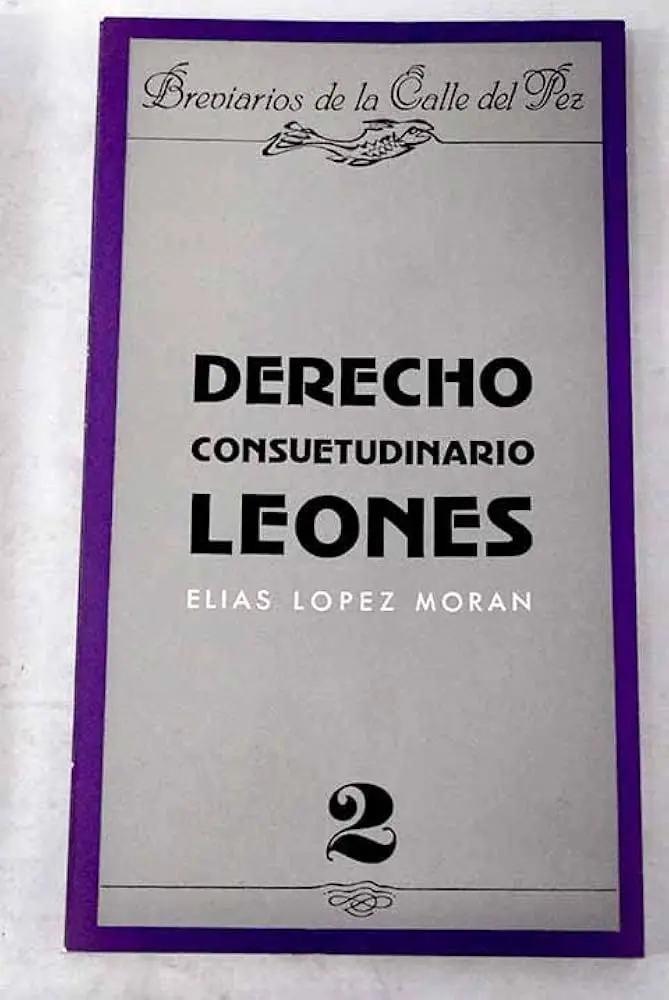 Breviarios de la Calle del Pez
DERECHO
CONSUETUDINARIO
LEONES
ELIAS LOPEZ MORAN
2